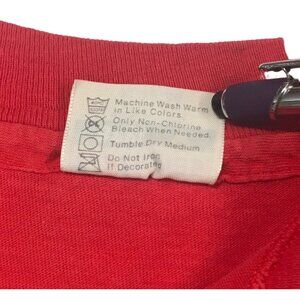 Machine Wash Warm
in Like Colors.
Only Non-Chlorine
Bleach When Needed.
Tumble Dry Medium
Do Not Iron
If Decorated